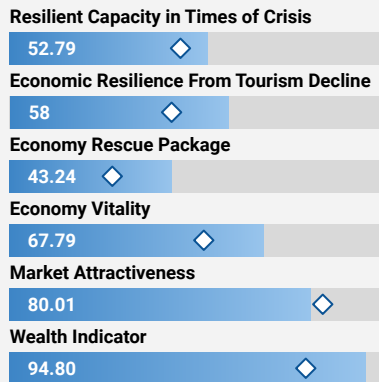 Resilient Capacity in Times of Crisis
52.79
Economic Resilience From Tourism Decline
58
Economy Rescue Package
43.24
Economy Vitality
67.79
Market Attractiveness
80.01
Wealth Indicator
94.80